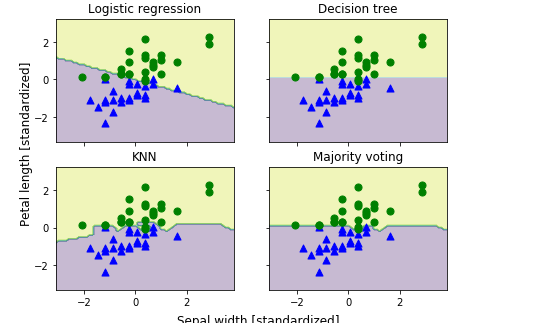 Logistic regression
Decision tree
2
0
−2
KNN
Majority voting
2
0
−2
−2
0
2
−2
0
2
Petal length [standardized]
Sepal width [standardized]